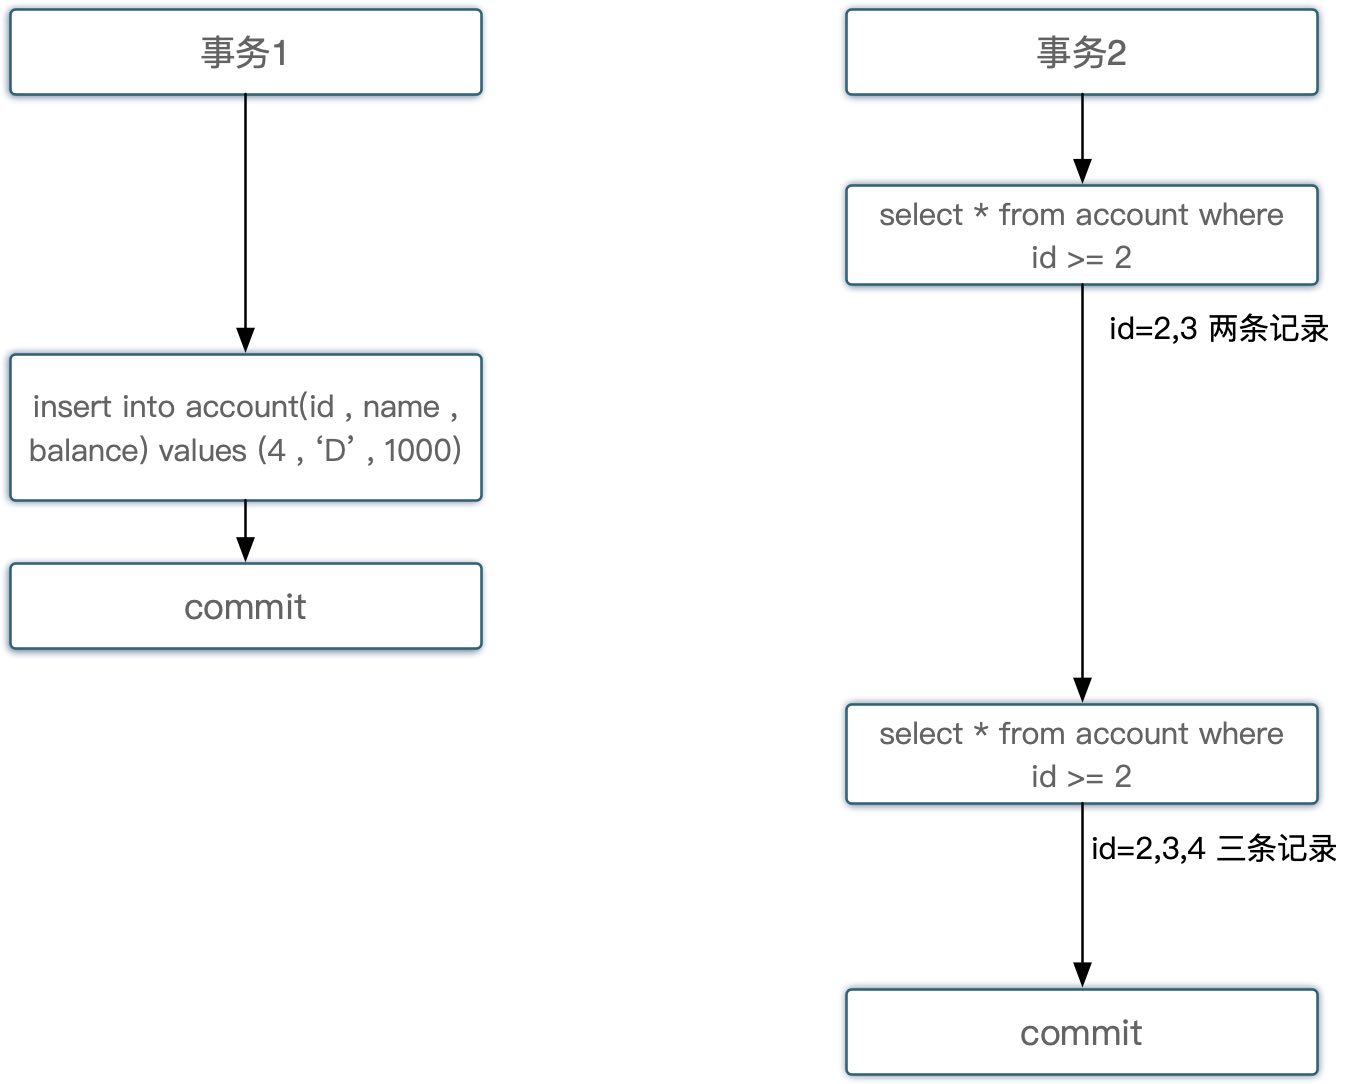 事务1
insert into account(id , name ,
balance) values (4 , ‘D’ , 1000)
commit
事务2
select * from account where
id >= 2
id=2,3 两条记录
select * from account where
id >= 2
id=2,3,4 三条记录
commit